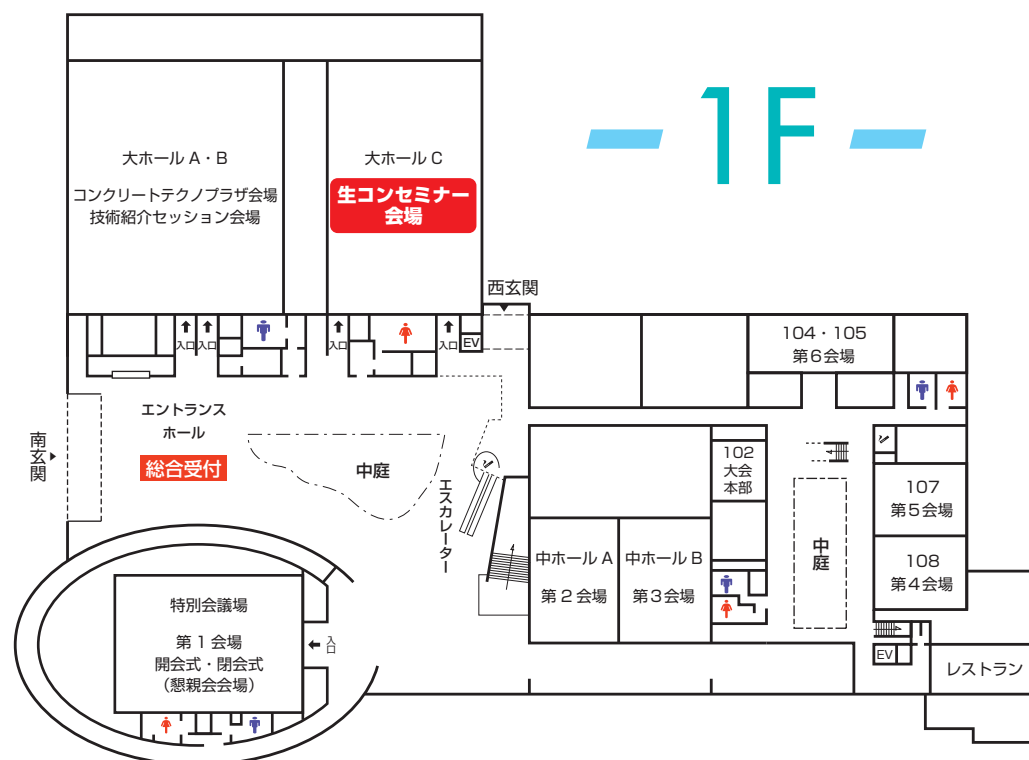 1F
大ホール A・B
コンクリートテクノプラザ会場
技術紹介セッション会場
大ホール C
生コンセミナー
会場
西玄関
入口
入口
入口
入口
EV
104・105
第6会場
エントランス
ホール
総合受付
南玄関
中庭
エスカレーター
102
大会
本部
107
第5会場
中庭
108
第4会場
中ホール A
第2会場
中ホール B
第3会場
特別会議場
第1会場
開会式・閉会式
(懇親会会場)
入口
EV
レストラン